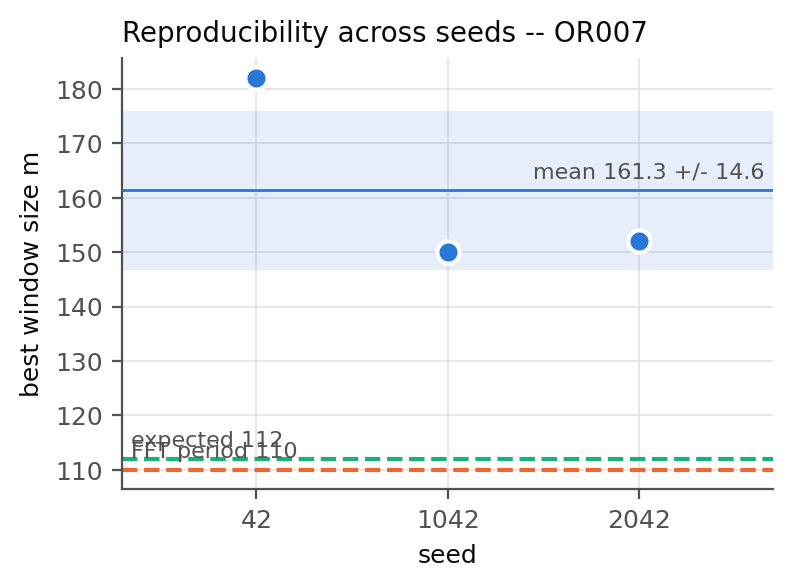 Reproducibility across seeds -- OR007
best window size m
180
170
160
150
140
130
120
110
mean 161.3 +/- 14.6
expected 112
FFT period 110
42
1042
2042
seed